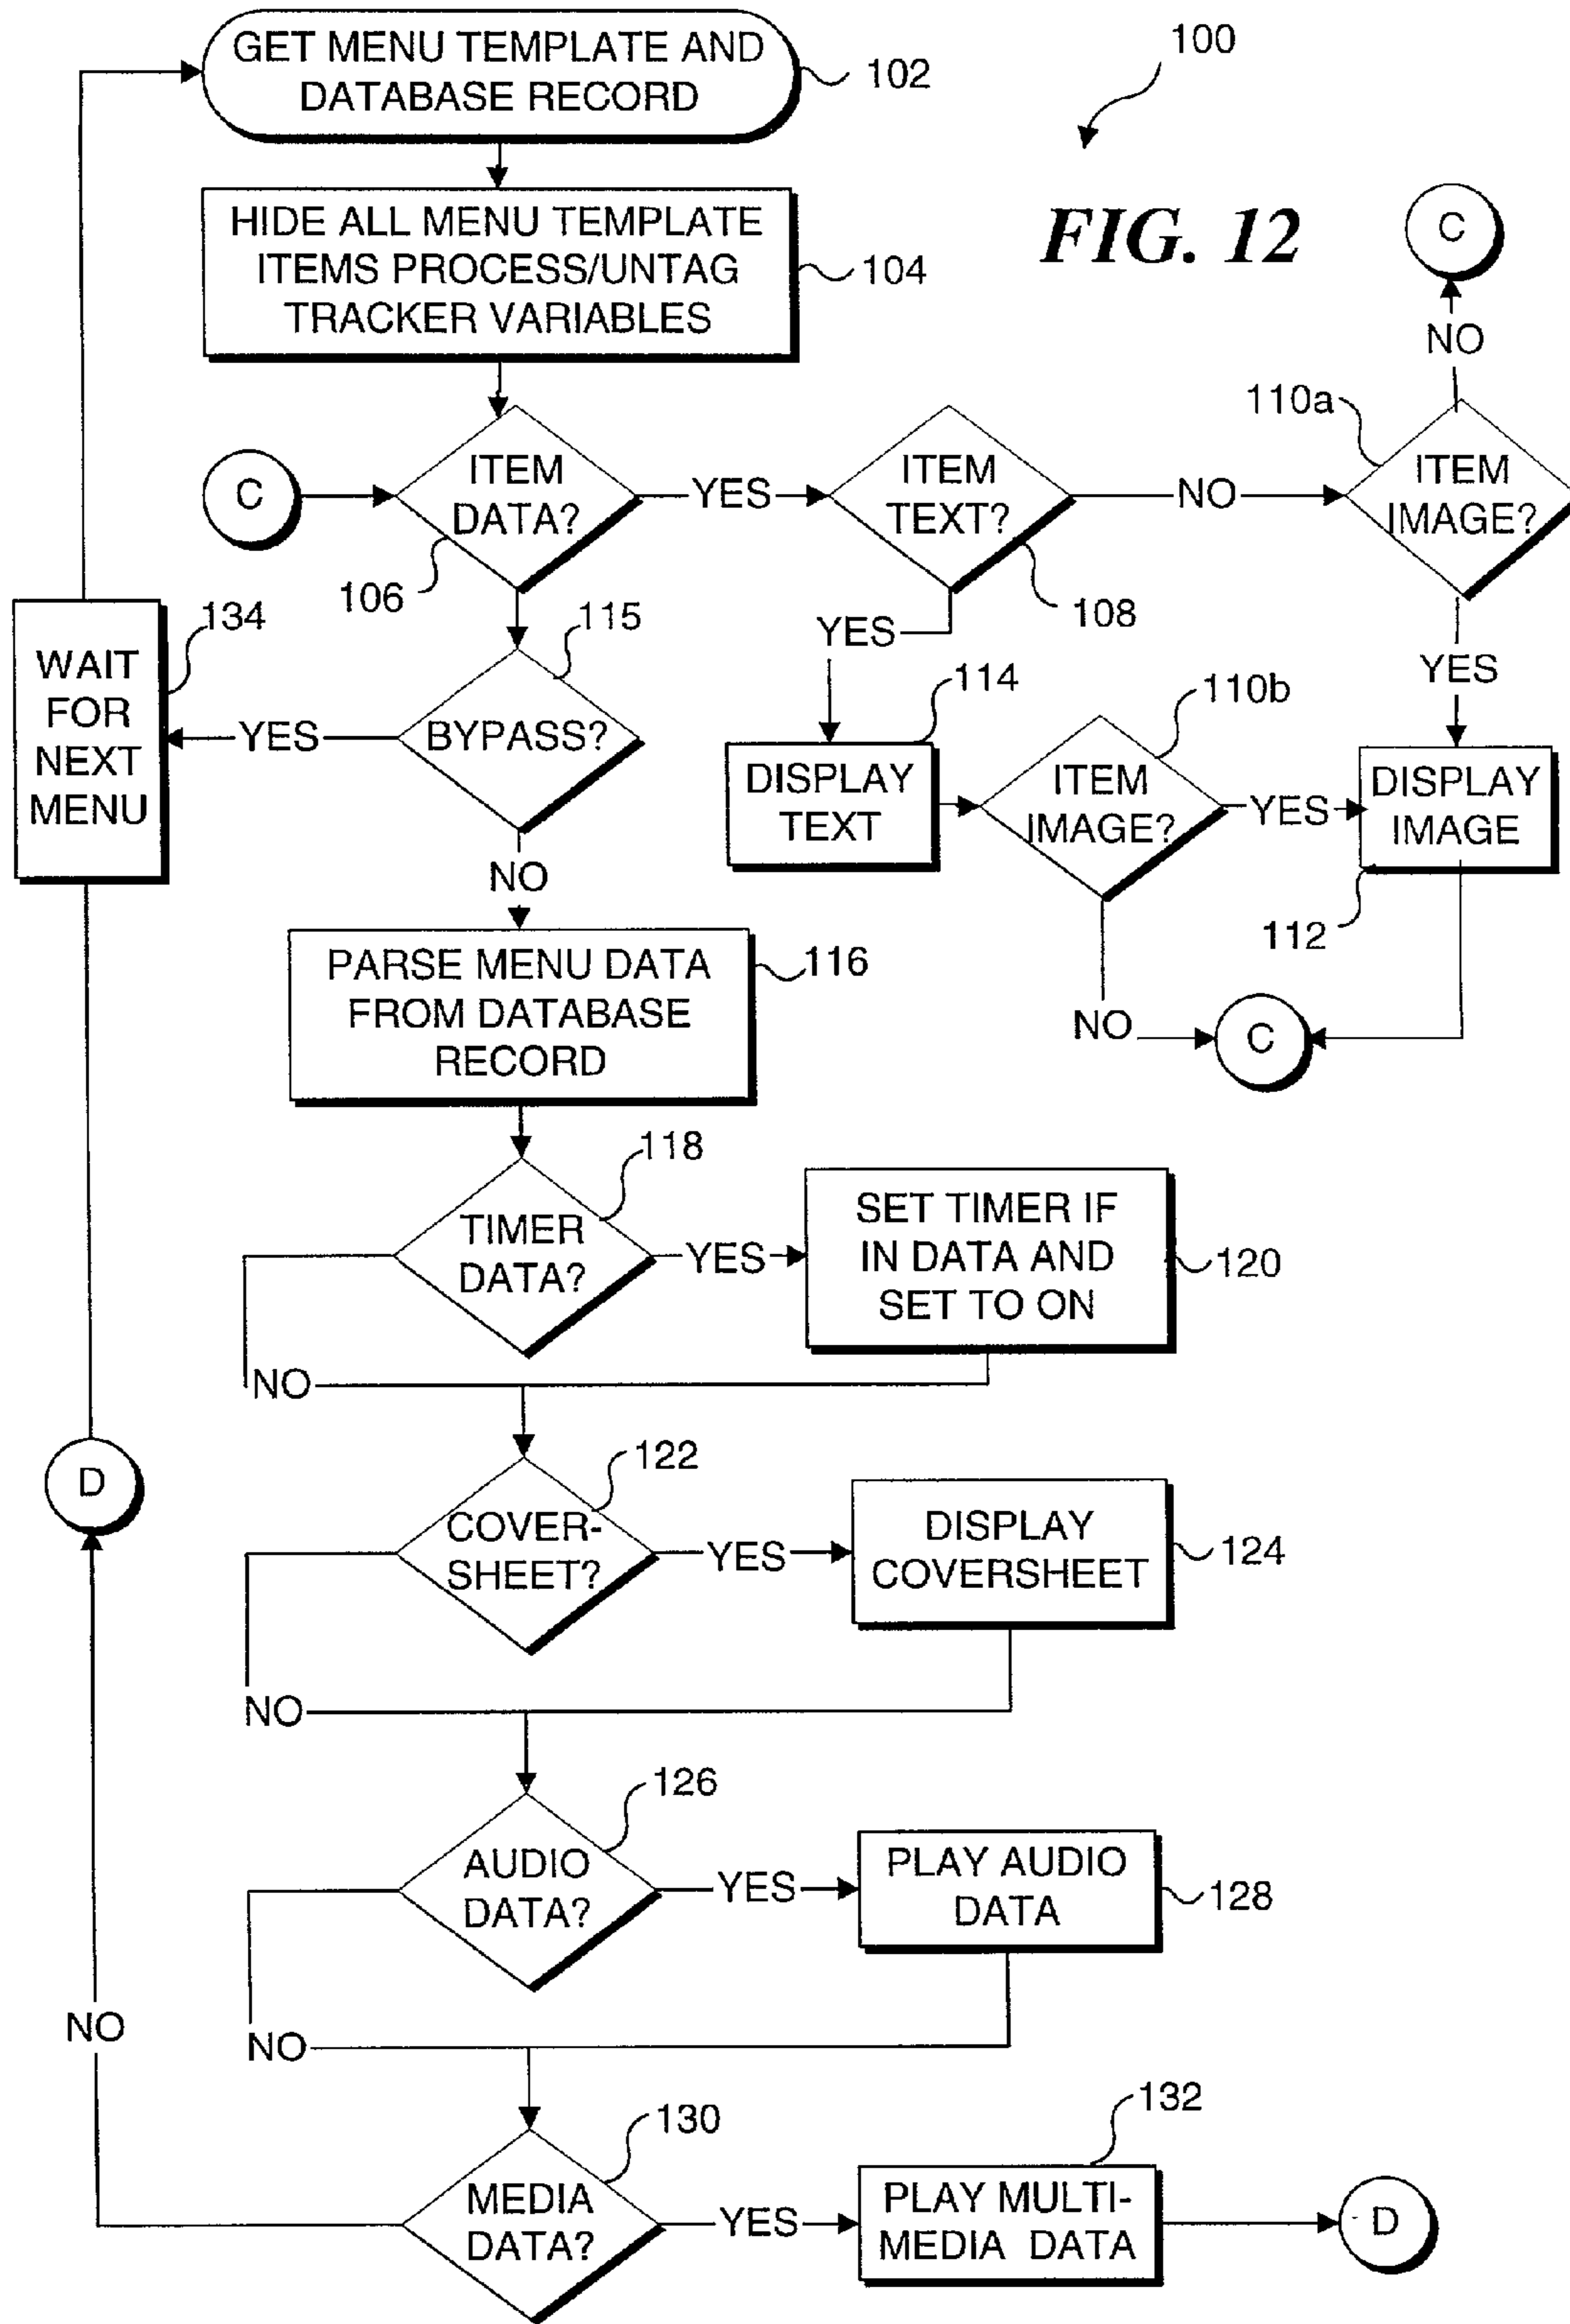 GET MENU TEMPLATE AND
DATABASE RECORD
102
100
HIDE ALL MENU TEMPLATE
ITEMS PROCESS/UNTAG
TRACKER VARIABLES
104
FIG. 12
C
NO
110a
C
ITEM
DATA?
106
YES
ITEM
TEXT?
108
NO
ITEM
IMAGE?
YES
YES
134
WAIT
FOR
NEXT
MENU
115
BYPASS?
YES
NO
114
DISPLAY
TEXT
110b
ITEM
IMAGE?
YES
DISPLAY
IMAGE
112
NO
C
PARSE MENU DATA
FROM DATABASE
RECORD
116
118
TIMER
DATA?
YES
SET TIMER IF
IN DATA AND
SET TO ON
120
NO
D
122
COVER-
SHEET?
YES
DISPLAY
COVERSHEET
124
NO
126
AUDIO
DATA?
YES
PLAY AUDIO
DATA
128
NO
NO
130
MEDIA
DATA?
YES
132
PLAY MULTI-
MEDIA DATA
D